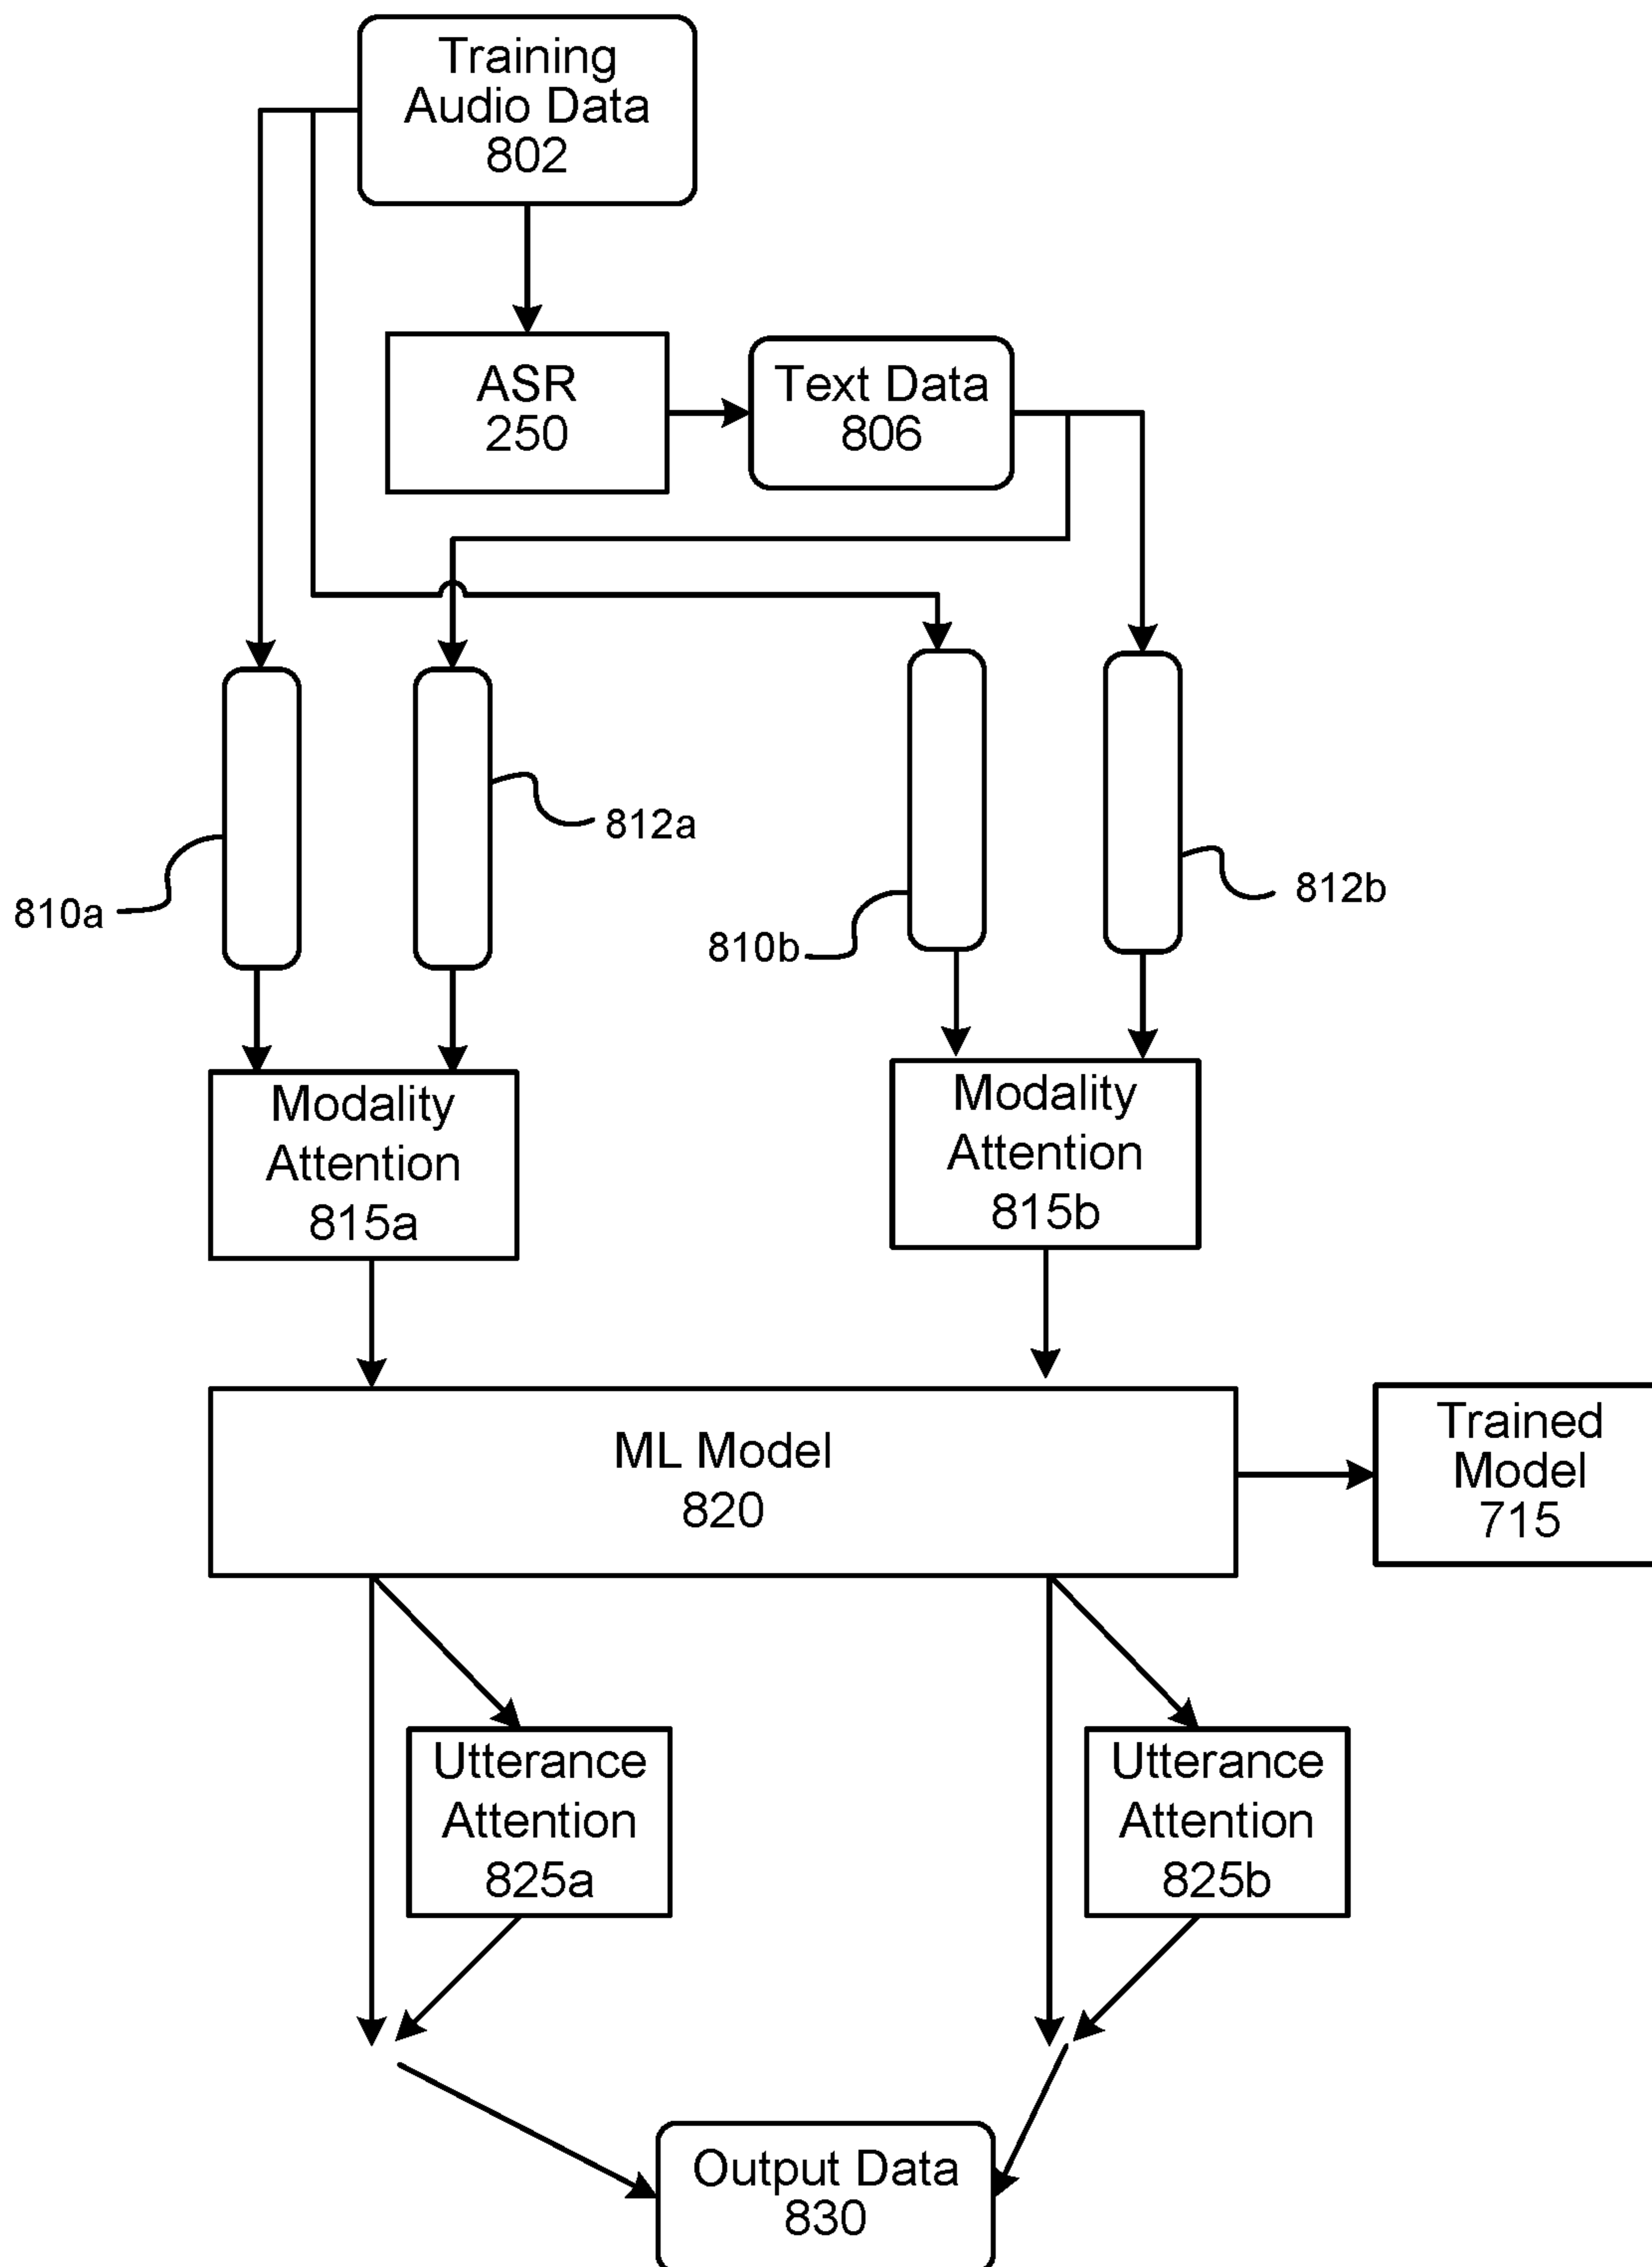 Training
Audio Data
802
ASR
250
Text Data
806
812a
810a
812b
810b
Modality
Attention
815a
Modality
Attention
815b
ML Model
820
Trained
Model
715
Utterance
Attention
825a
Utterance
Attention
825b
Output Data
830